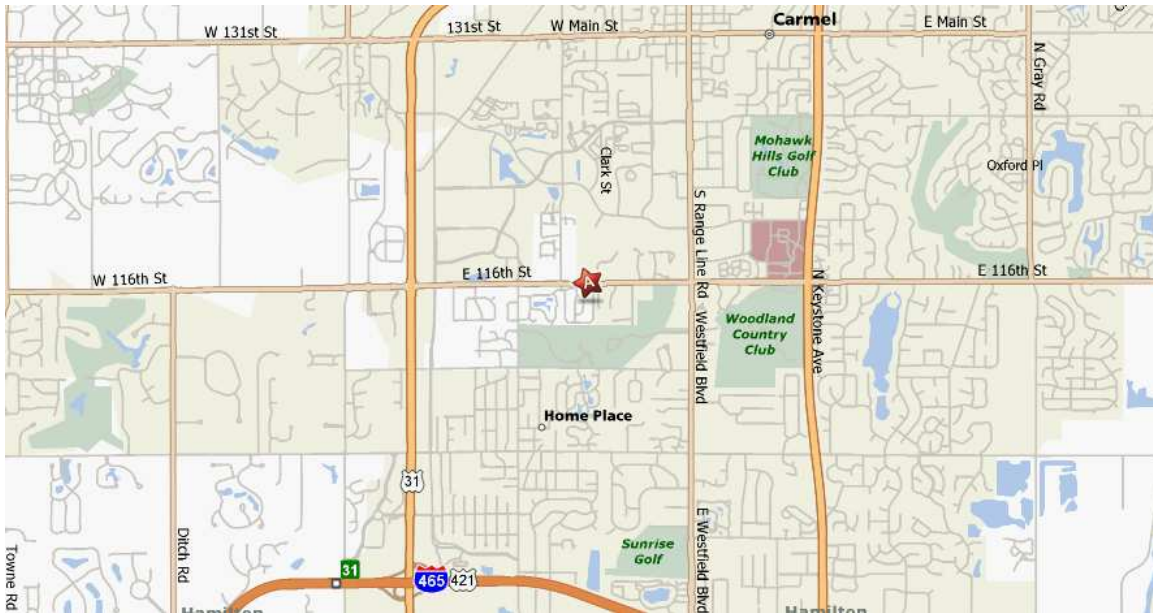 Carmel
W 131st St
131st St
W Main St
E Main St
N Gray Rd
Mohawk
Hills Golf
Club
Clark St
Oxford Pl
S Range Line Rd
W 116th St
E 116th St
A
E 116th St
N Keystone Ave
Woodland
Country
Club
Westfield Blvd
Home Place
31
Ditch Rd
Towne Rd
E Westfield Blvd
Sunrise
Golf
31
465
421
Hamilton
Hamilton